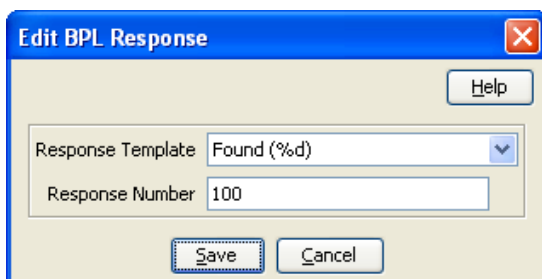 Edit BPL Response
Help
Response Template Found (%d)
Response Number 100
Save Cancel